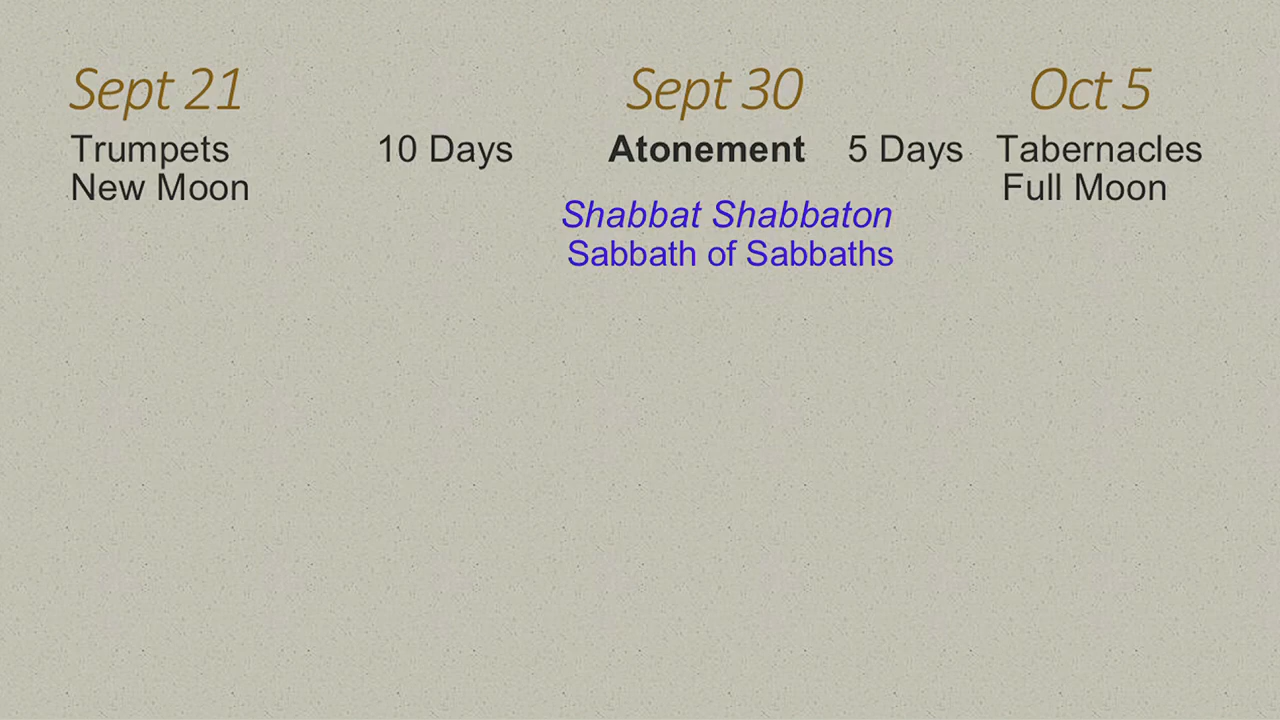 Sept 21 Sept 30 Oct 5
Trumpets 10 Days Atonement 5 Days Tabernacles
New Moon Full Moon
Shabbat Shabbaton
Sabbath of Sabbaths